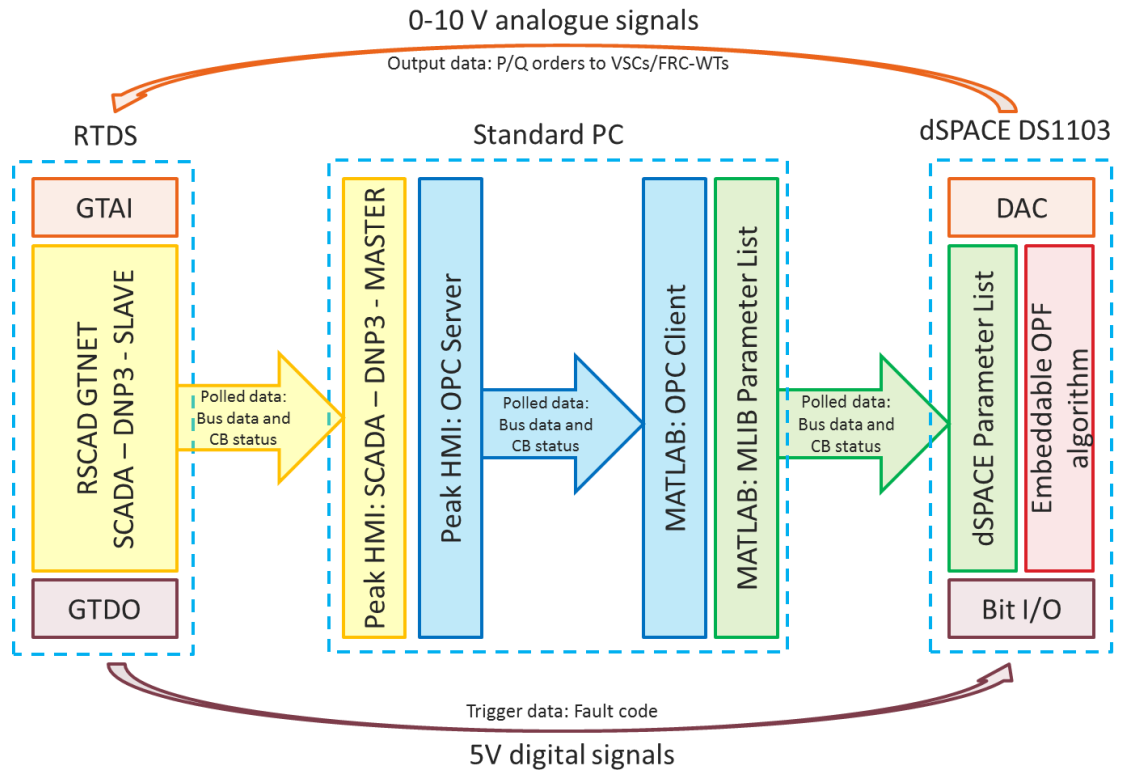 0-10 V analogue signals
Output data: P/Q orders to VSCs/FRC-WTs
RTDS
Standard PC
dSPACE DS1103
GTAI
RSCAD GTNET
SCADA – DNP3 - SLAVE
GTDO
Polled data:
Bus data and
CB status
Peak HMI: SCADA – DNP3 - MASTER
Peak HMI: OPC Server
Polled data:
Bus data and
CB status
MATLAB: OPC Client
MATLAB: MLIB Parameter List
Polled data:
Bus data and
CB status
DAC
dSPACE Parameter List
Embeddable OPF
algorithm
Bit I/O
Trigger data: Fault code
5V digital signals